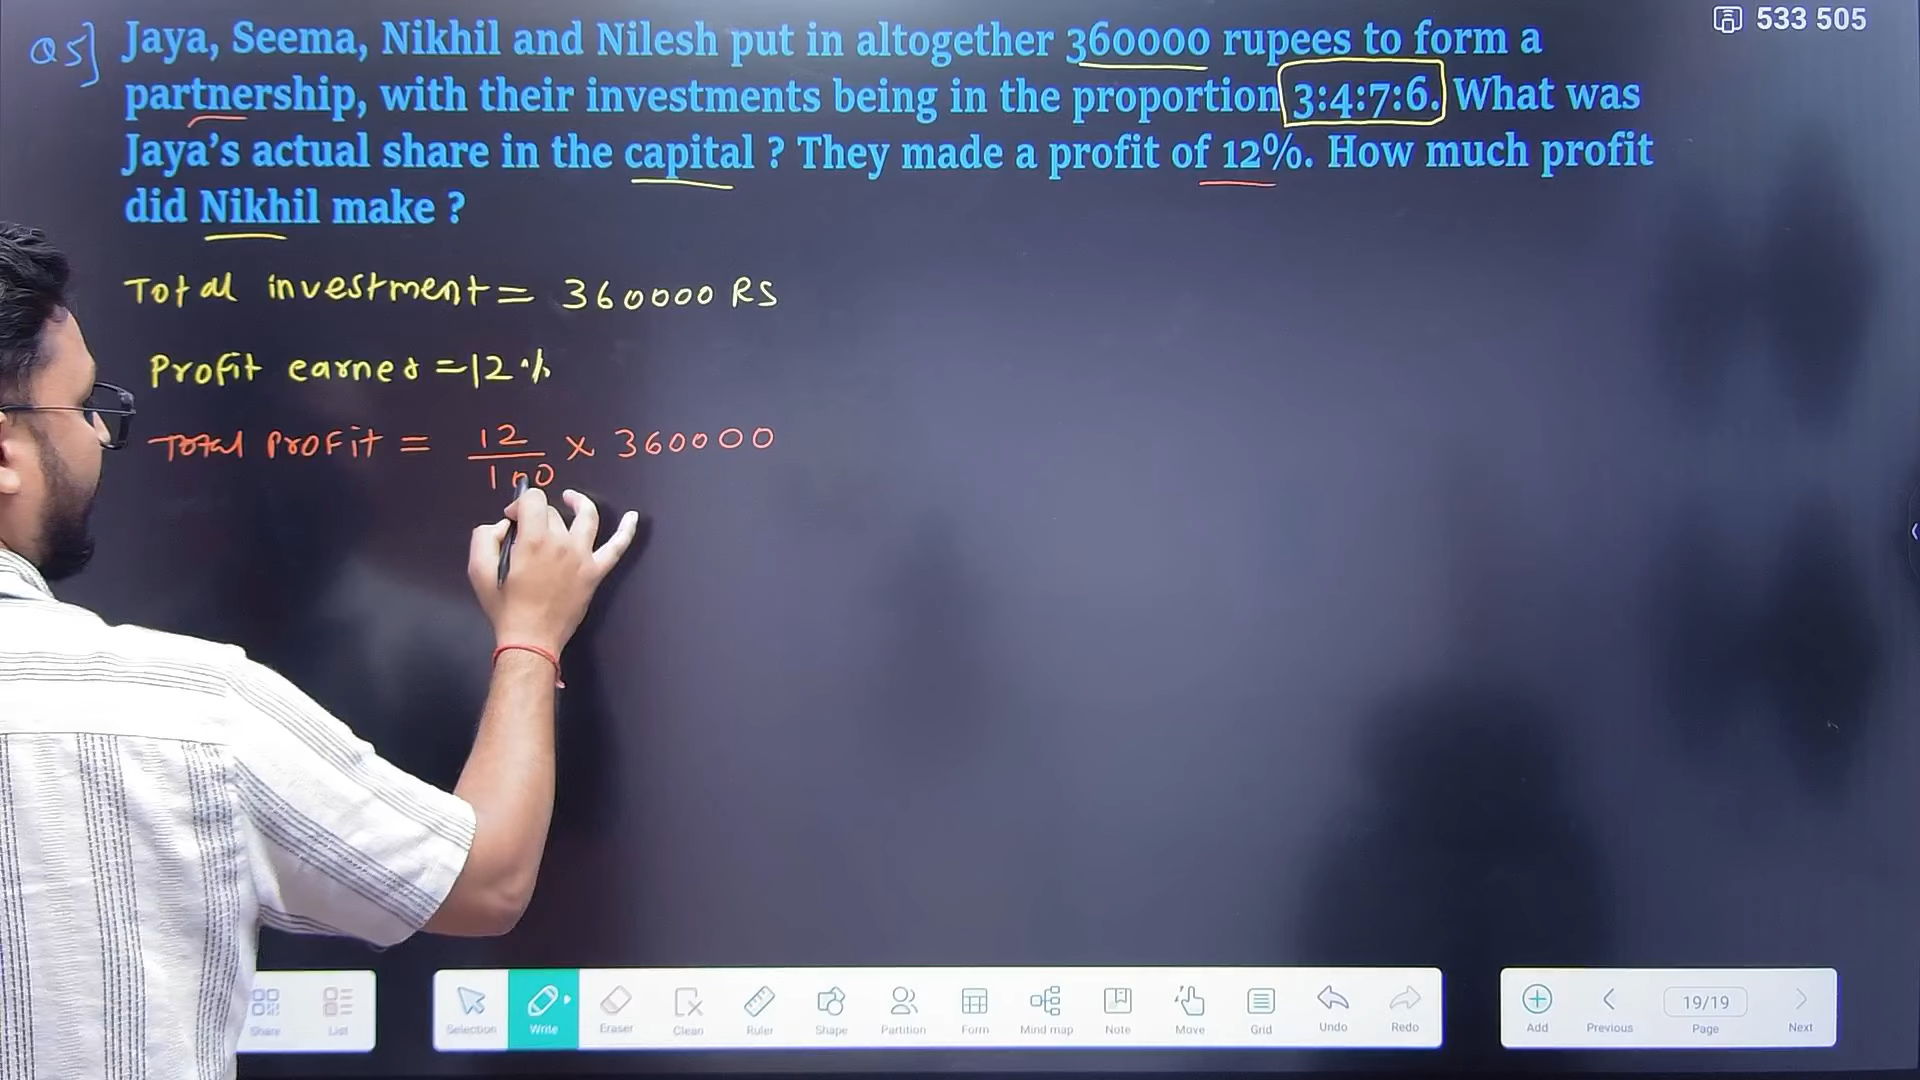 533 505
Q5] Jaya, Seema, Nikhil and Nilesh put in altogether 360000 rupees to form a
partnership, with their investments being in the proportion 3:4:7:6. What was
Jaya's actual share in the capital ? They made a profit of 12%. How much profit
did Nikhil make ?
Total investment = 360000 RS
Profit earned = 12%
Total Profit = 12/100 × 360000
Share List Selection Write Eraser Clean Ruler Shape Partition Form Mind map Note Move Grid Undo Redo Add Previous 19/19 Page Next